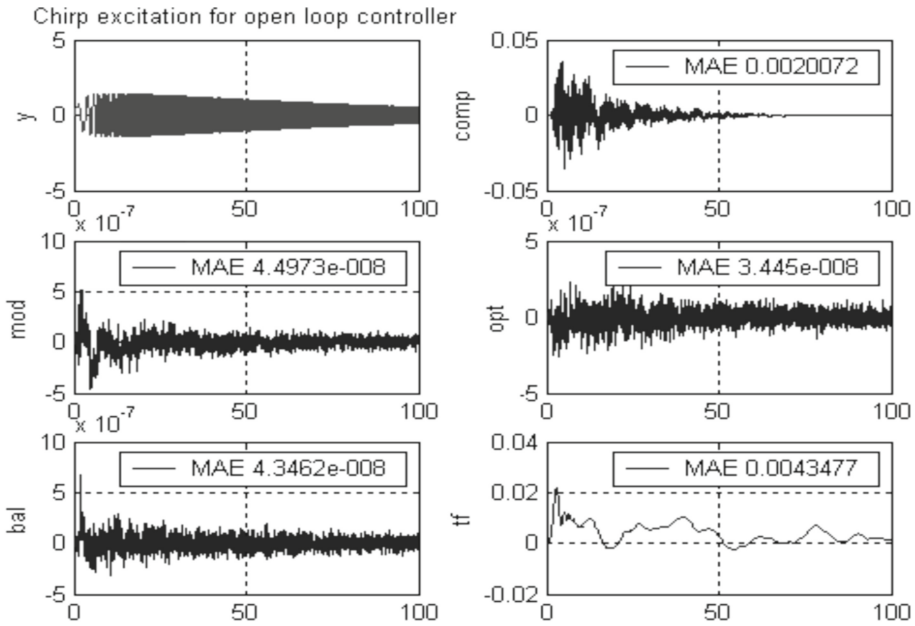 Chirp excitation for open loop controller
5
0
-5
y
0
50
100
0.05
0
-0.05
comp
MAE 0.0020072
0
50
100
x 10^-7
10
5
0
-5
mod
MAE 4.4973e-008
0
50
100
x 10^-7
5
0
-5
opt
MAE 3.445e-008
0
50
100
x 10^-7
10
5
0
-5
bal
MAE 4.3462e-008
0
50
100
0.04
0.02
0
-0.02
tf
MAE 0.0043477
0
50
100